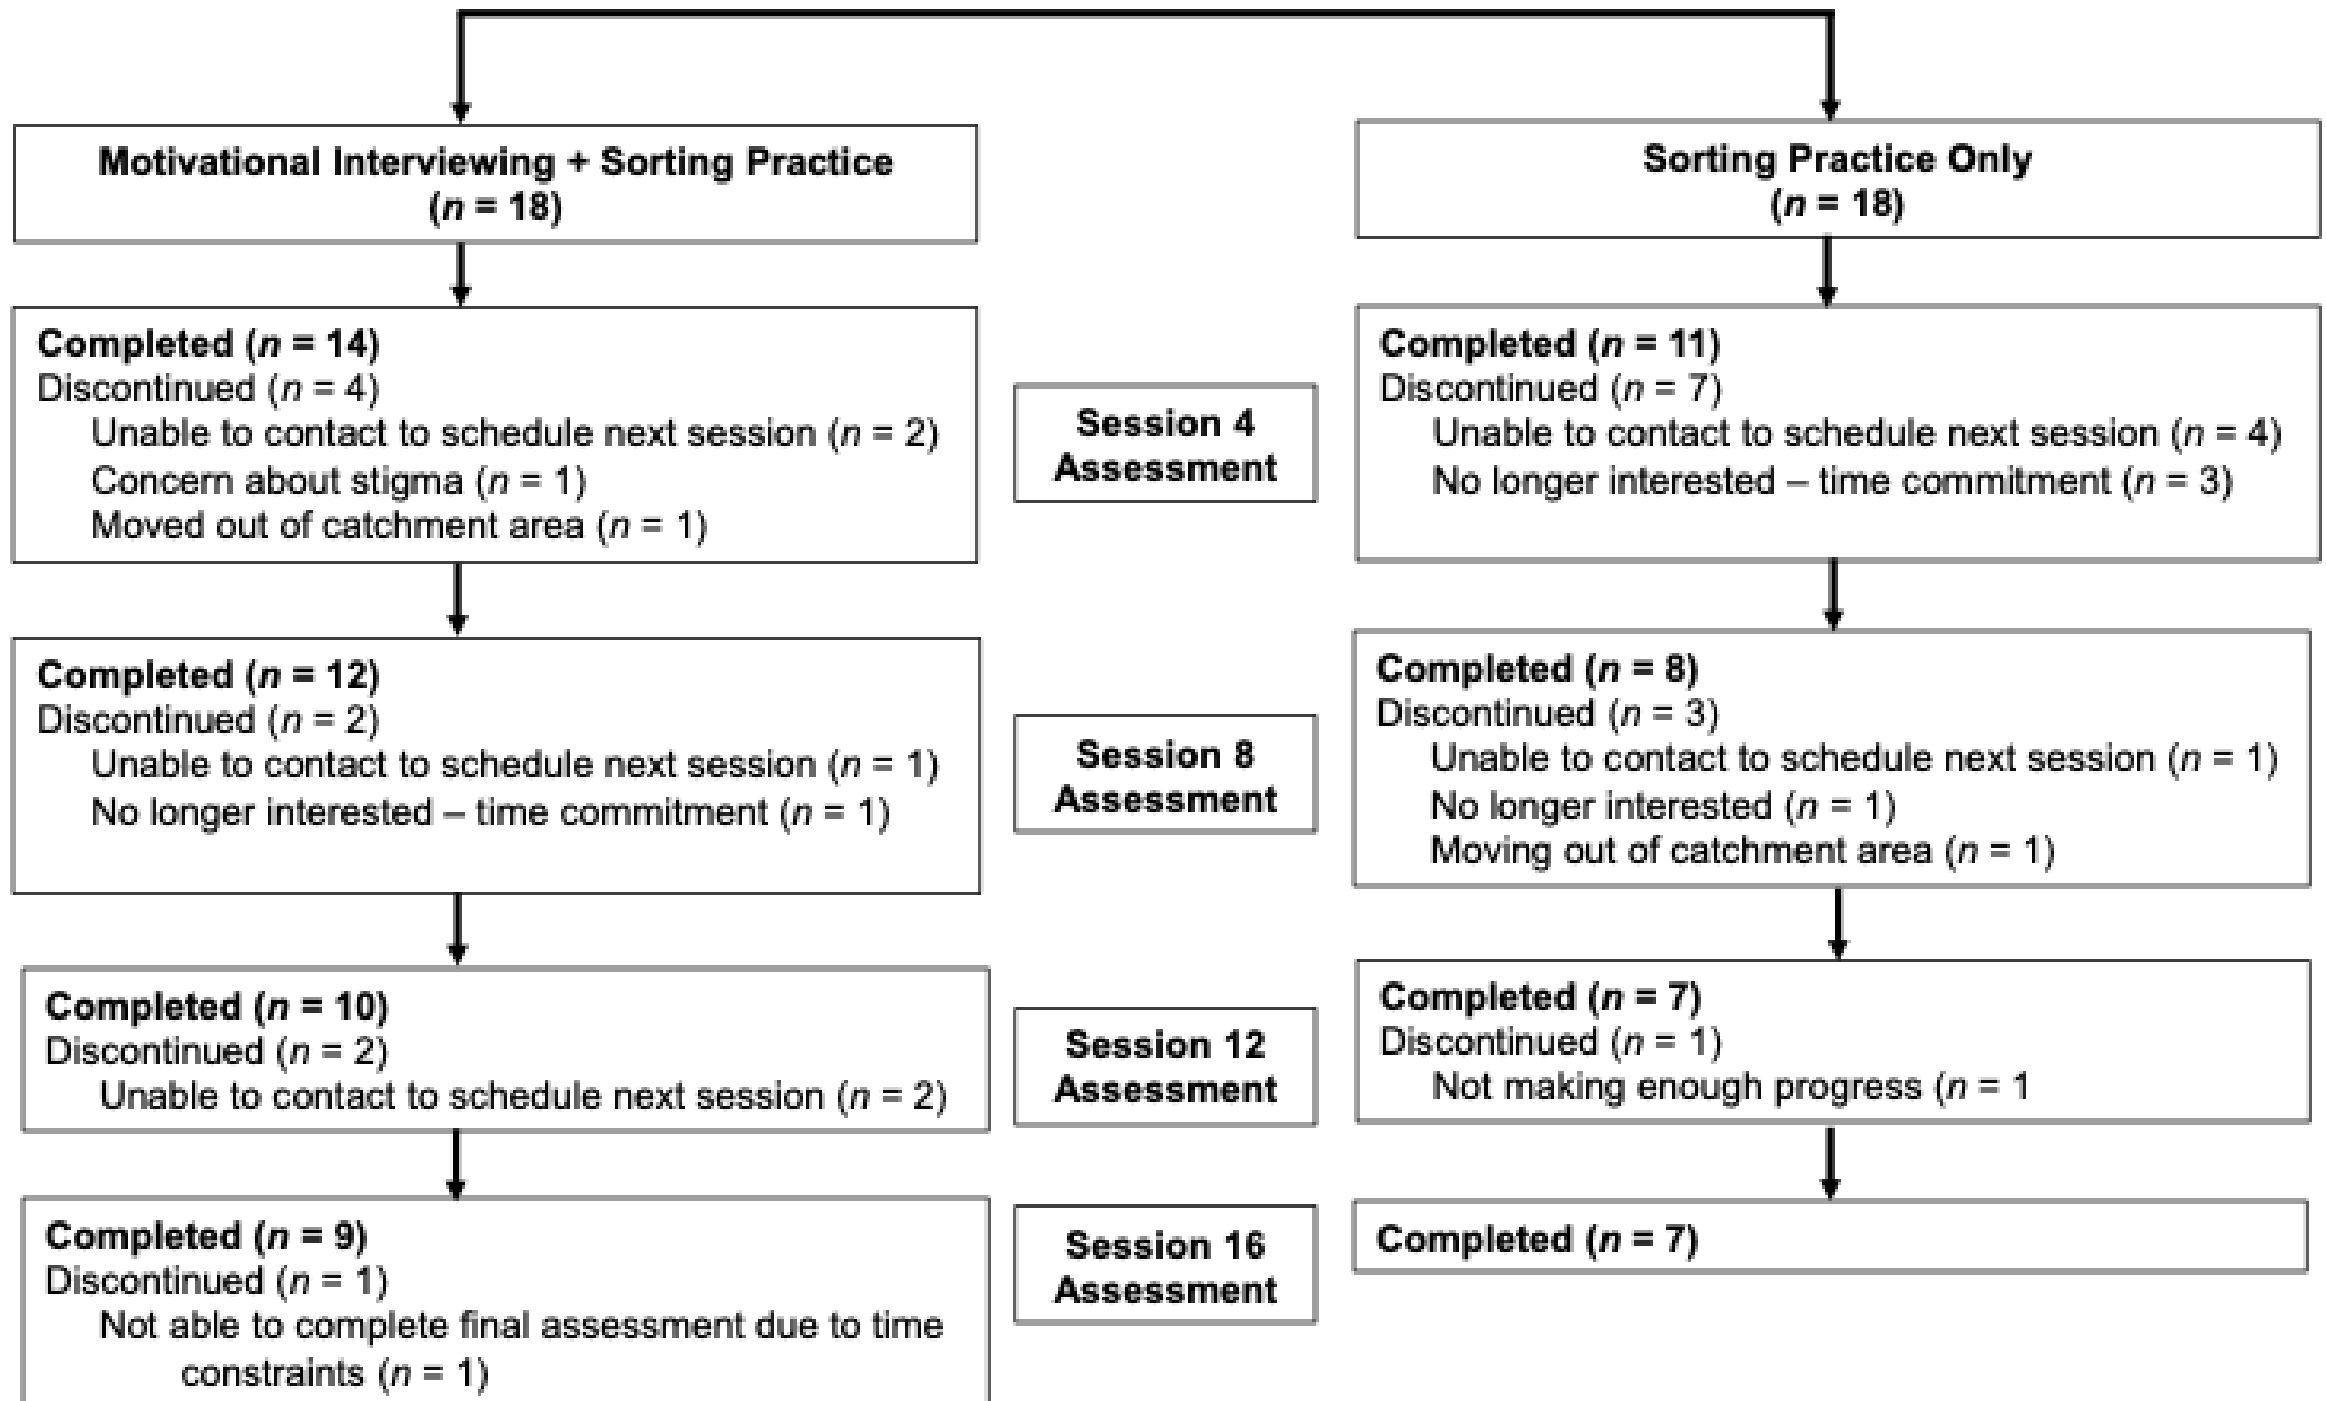 Motivational Interviewing + Sorting Practice
(n = 18)
Sorting Practice Only
(n = 18)
Completed (n = 14)
Discontinued (n = 4)
Unable to contact to schedule next session (n = 2)
Concern about stigma (n = 1)
Moved out of catchment area (n = 1)
Session 4
Assessment
Completed (n = 11)
Discontinued (n = 7)
Unable to contact to schedule next session (n = 4)
No longer interested – time commitment (n = 3)
Completed (n = 12)
Discontinued (n = 2)
Unable to contact to schedule next session (n = 1)
No longer interested – time commitment (n = 1)
Session 8
Assessment
Completed (n = 8)
Discontinued (n = 3)
Unable to contact to schedule next session (n = 1)
No longer interested (n = 1)
Moving out of catchment area (n = 1)
Completed (n = 10)
Discontinued (n = 2)
Unable to contact to schedule next session (n = 2)
Session 12
Assessment
Completed (n = 7)
Discontinued (n = 1)
Not making enough progress (n = 1
Completed (n = 9)
Discontinued (n = 1)
Not able to complete final assessment due to time
constraints (n = 1)
Session 16
Assessment
Completed (n = 7)